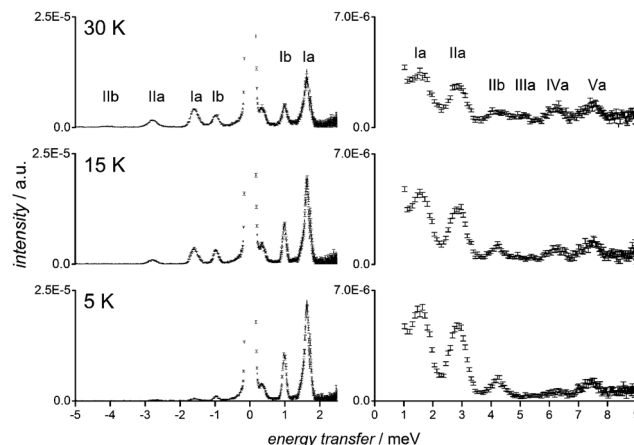 2.5E-5
30 K
IIb
IIa
Ia
Ib
Ib
Ia
0.0
7.0E-6
Ia
IIa
IIb
IIIa
IVa
Va
0.0
2.5E-5
15 K
0.0
7.0E-6
0.0
intensity / a.u.
2.5E-5
5 K
0.0
7.0E-6
0.0
-5 -4 -3 -2 -1 0 1 2
0 1 2 3 4 5 6 7 8 9
energy transfer / meV